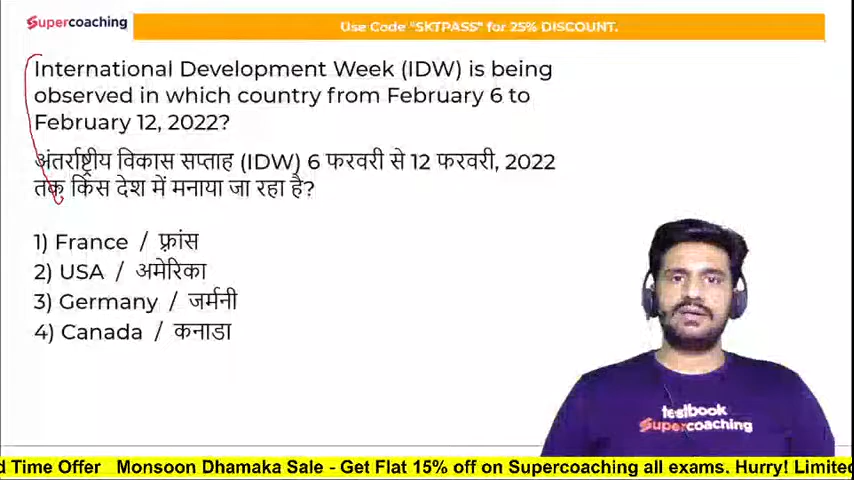 Supercoaching
Use Code "SKTPASS" for 25% DISCOUNT.
International Development Week (IDW) is being
observed in which country from February 6 to
February 12, 2022?
अंतर्राष्ट्रीय विकास सप्ताह (IDW) 6 फरवरी से 12 फरवरी, 2022
तक किस देश में मनाया जा रहा है?
1) France / फ़्रांस
2) USA / अमेरिका
3) Germany / जर्मनी
4) Canada / कनाडा
testbook
Supercoaching
d Time Offer Monsoon Dhamaka Sale - Get Flat 15% off on Supercoaching all exams. Hurry! Limited